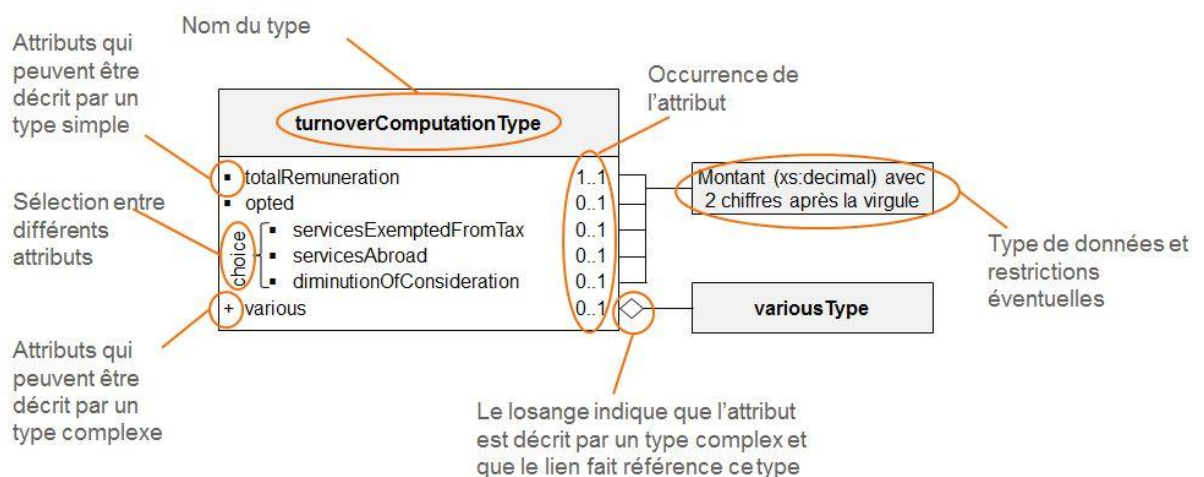 Nom du type
Attributs qui
peuvent être
décrit par un
type simple
Occurrence de
l'attribut
turnoverComputationType
▪ totalRemuneration 1..1
▪ opted 0..1
choice
▪ servicesExemptedFromTax 0..1
▪ servicesAbroad 0..1
▪ diminutionOfConsideration 0..1
+ various 0..1
Montant (xs:decimal) avec
2 chiffres après la virgule
variousType
Sélection entre
différents
attributs
Type de données et
restrictions
éventuelles
Attributs qui
peuvent être
décrit par un
type complexe
Le losange indique que l'attribut
est décrit par un type complex et
que le lien fait référence ce type